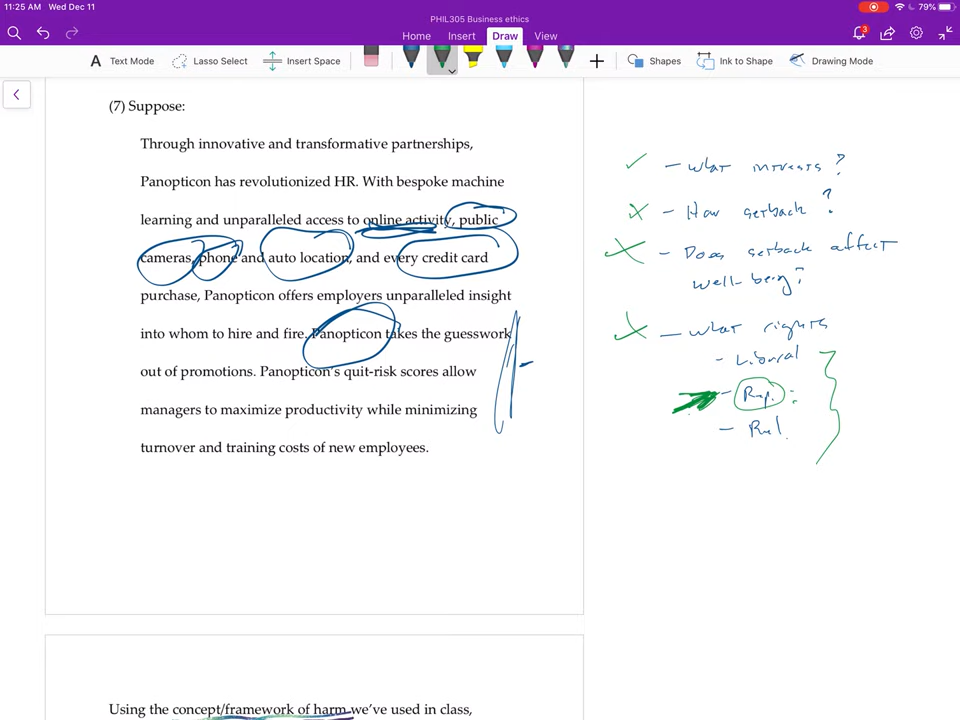 11:25 AM Wed Dec 11
79%
PHIL305 Business ethics
Home Insert Draw View
3
A Text Mode Lasso Select Insert Space Shapes Ink to Shape Drawing Mode
(7) Suppose:
Through innovative and transformative partnerships,
Panopticon has revolutionized HR. With bespoke machine
learning and unparalleled access to online activity, public
cameras, phone and auto location, and every credit card
purchase, Panopticon offers employers unparalleled insight
into whom to hire and fire. Panopticon takes the guesswork
out of promotions. Panopticon's quit-risk scores allow
managers to maximize productivity while minimizing
turnover and training costs of new employees.
Using the concept/framework of harm we've used in class,
– What intrests?
– How setback?
– Does setback affect
well-being?
– What rights
- Liberal
- Rep.:
- Rel.